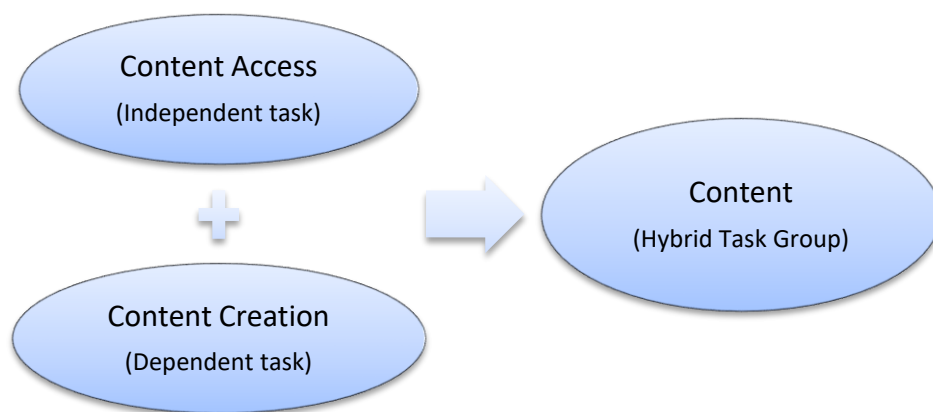 Content Access
(Independent task)
Content Creation
(Dependent task)
Content
(Hybrid Task Group)